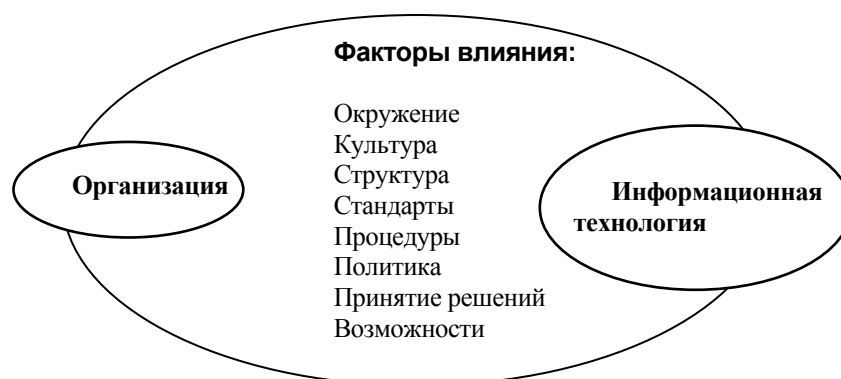 Факторы влияния:
Окружение
Культура
Структура
Стандарты
Процедуры
Политика
Принятие решений
Возможности
Организация
Информационная
технология